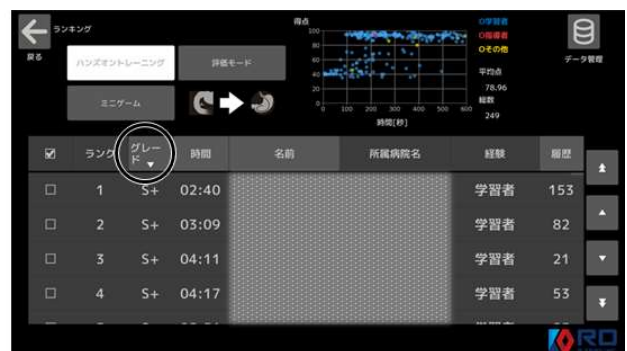 ランキング
戻る
ハンズオントレーニング
評価モード
ミニゲーム
得点
100
80
60
40
20
0
0 100 200 300 400 500 600
時間[秒]
O学習者
O指導者
Oその他
平均点
78.96
総数
249
データ管理
ランク グレード ▼ 時間 名前 所属病院名 経験 履歴
1 S+ 02:40 学習者 153
2 S+ 03:09 学習者 82
3 S+ 04:11 学習者 21
4 S+ 04:17 学習者 53